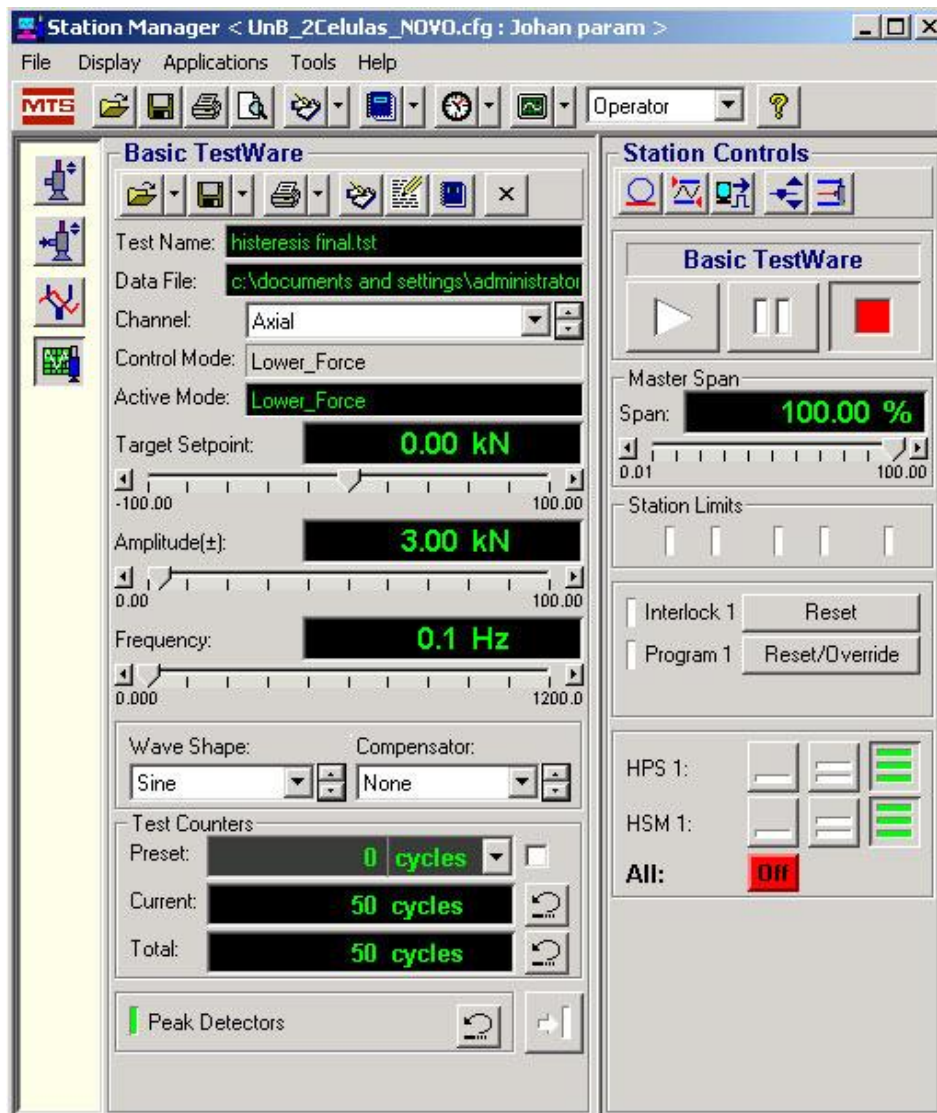 Station Manager < UnB_2Celulas_NOVO.cfg : Johan param >
File Display Applications Tools Help
MTS Operator
Basic TestWare
Test Name: histeresis final.tst
Data File: c:\documents and settings\administrator
Channel: Axial
Control Mode: Lower_Force
Active Mode: Lower_Force
Target Setpoint: 0.00 kN
-100.00 100.00
Amplitude(±): 3.00 kN
0.00 100.00
Frequency: 0.1 Hz
0.000 1200.0
Wave Shape: Compensator:
Sine None
Test Counters
Preset: 0 cycles
Current: 50 cycles
Total: 50 cycles
Peak Detectors
Station Controls
Basic TestWare
Master Span
Span: 100.00 %
0.01 100.00
Station Limits
Interlock 1 Reset
Program 1 Reset/Override
HPS 1:
HSM 1:
All: Off